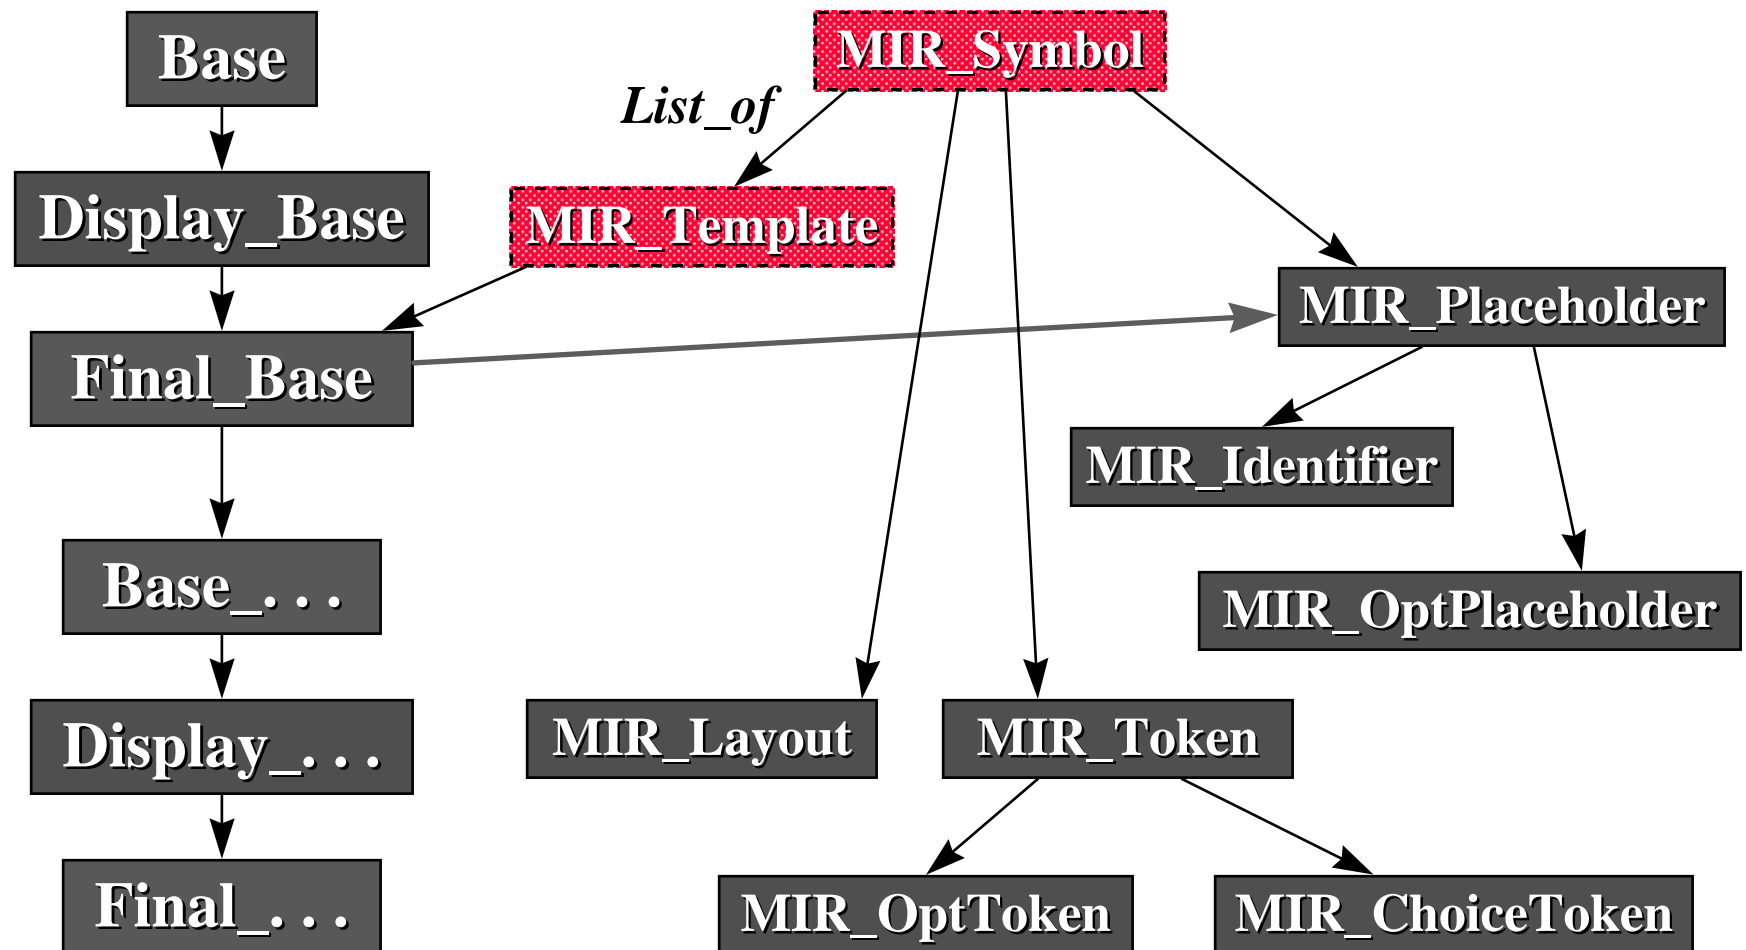 Base
MIR_Symbol
List_of
Display_Base
MIR_Template
MIR_Placeholder
Final_Base
MIR_Identifier
Base_. . .
MIR_OptPlaceholder
Display_. . .
MIR_Layout
MIR_Token
Final_. . .
MIR_OptToken
MIR_ChoiceToken